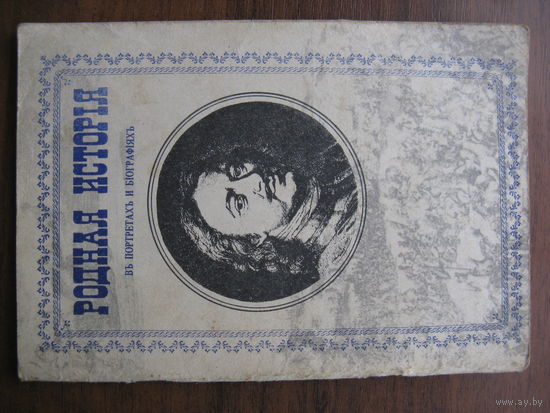 РОДНАЯ ИСТОРІЯ
ВЪ ПОРТРЕТАХЪ И БІОГРАФІЯХЪ
www.ay.by